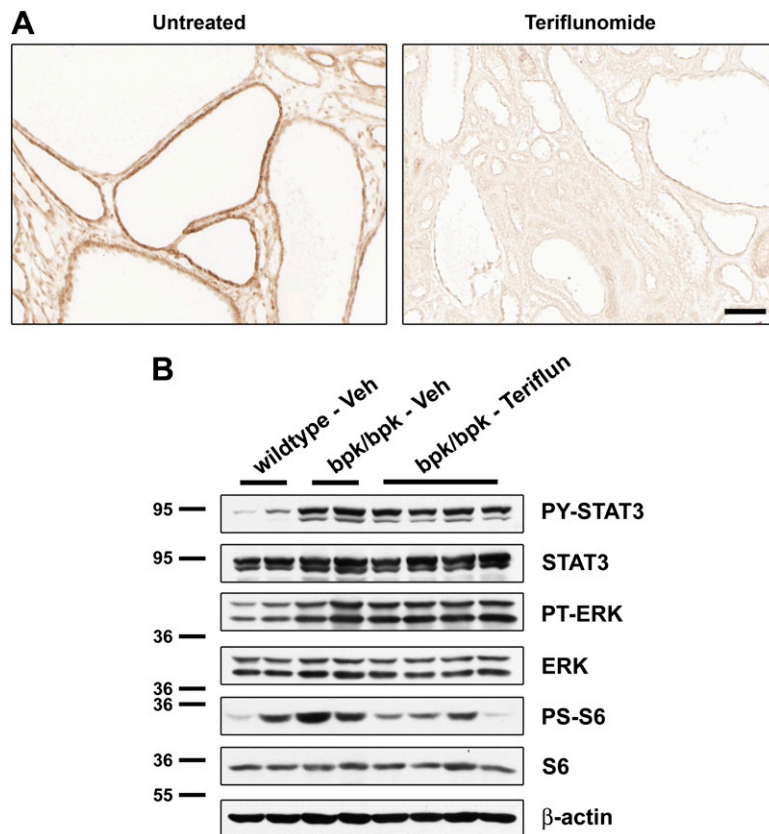 A
Untreated
Teriflunomide
B
wildtype - Veh
bpk/bpk - Veh
bpk/bpk - Teriflun
95
PY-STAT3
95
STAT3
PT-ERK
36
ERK
36
36
PS-S6
36
S6
55
β-actin